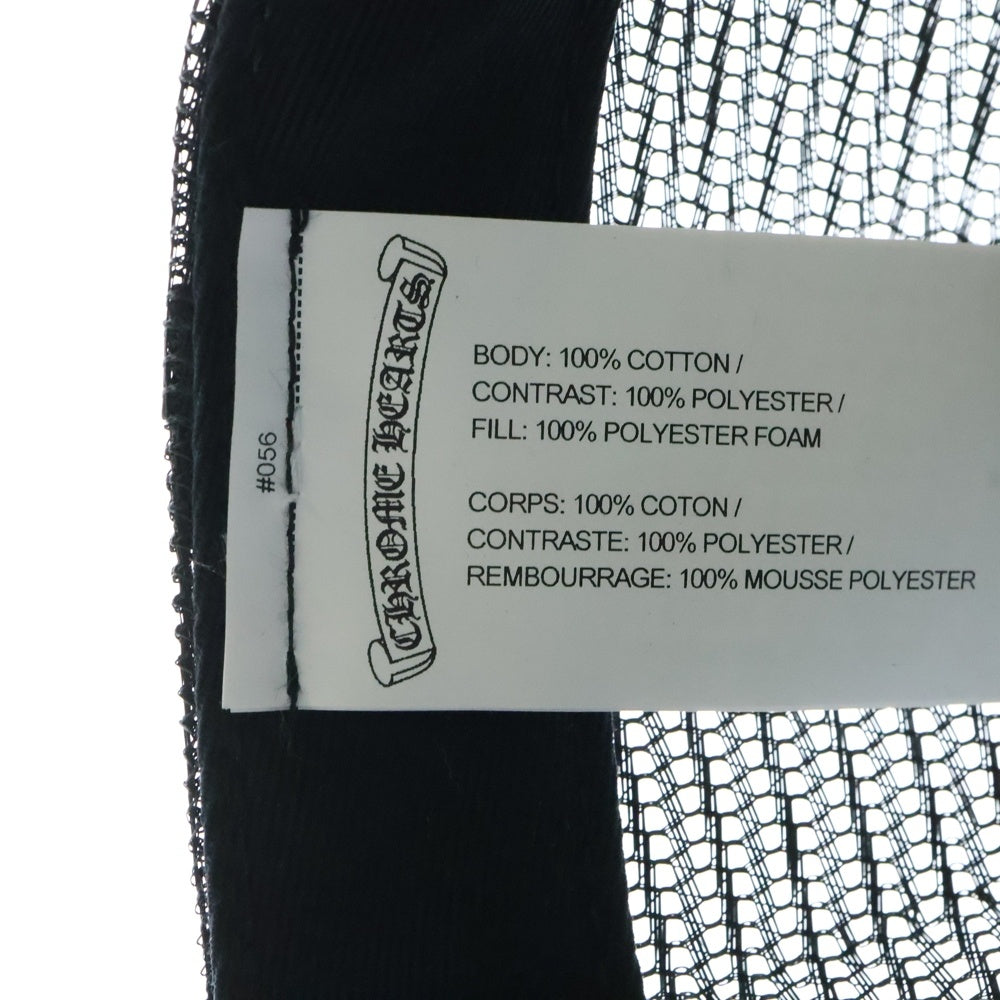 #056
CHROME HEARTS
BODY: 100% COTTON /
CONTRAST: 100% POLYESTER /
FILL: 100% POLYESTER FOAM
CORPS: 100% COTON /
CONTRASTE: 100% POLYESTER /
REMBOURRAGE: 100% MOUSSE POLYESTER